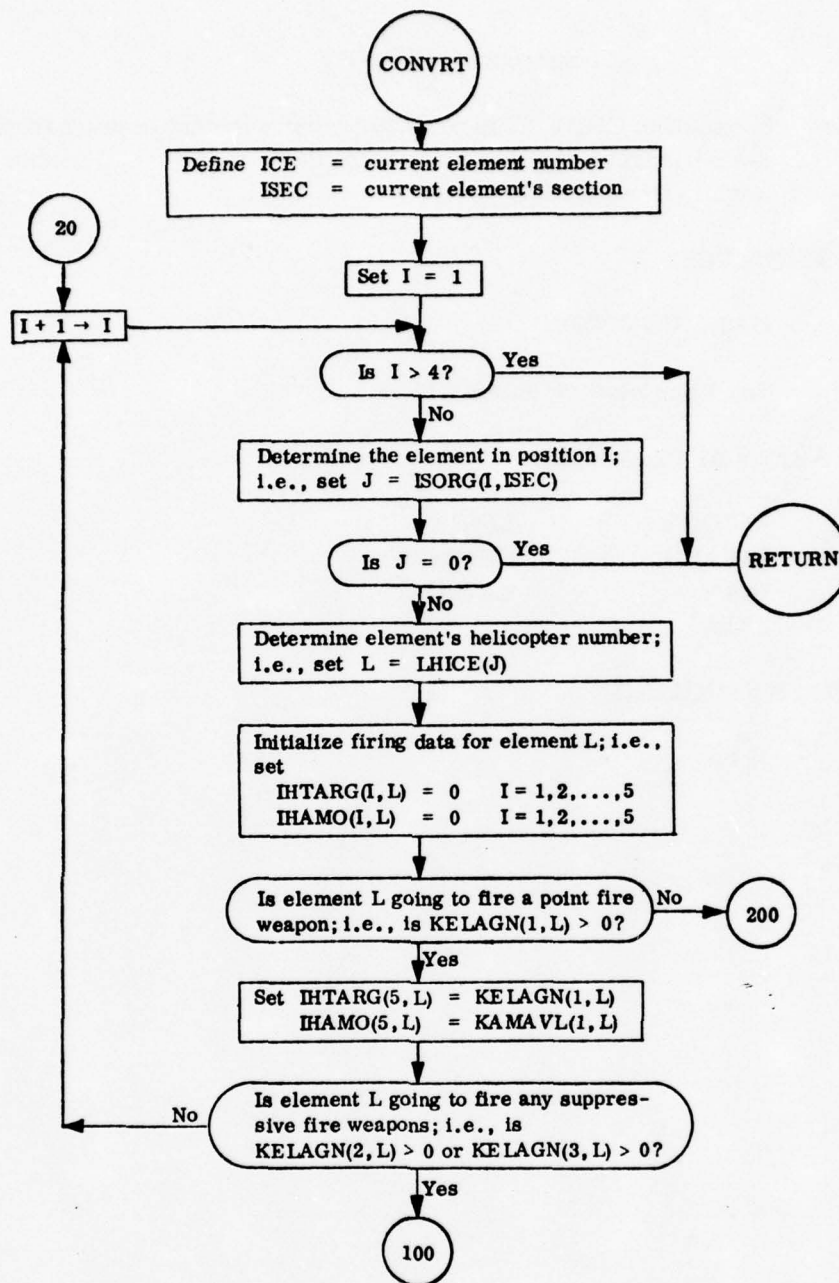 CONVRT
Define ICE = current element number
ISEC = current element's section
20
Set I = 1
I + 1 → I
Is I > 4?
Yes
No
Determine the element in position I;
i.e., set J = ISORG(I,ISEC)
Is J = 0?
Yes
RETURN
No
Determine element's helicopter number;
i.e., set L = LHICE(J)
Initialize firing data for element L; i.e.,
set
IHTARG(I,L) = 0 I = 1,2,...,5
IHAMO(I,L) = 0 I = 1,2,...,5
Is element L going to fire a point fire
weapon; i.e., is KELAGN(1,L) > 0?
No
200
Yes
Set IHTARG(5,L) = KELAGN(1,L)
IHAMO(5,L) = KAMAVL(1,L)
Is element L going to fire any suppres-
sive fire weapons; i.e., is
KELAGN(2,L) > 0 or KELAGN(3,L) > 0?
No
Yes
100